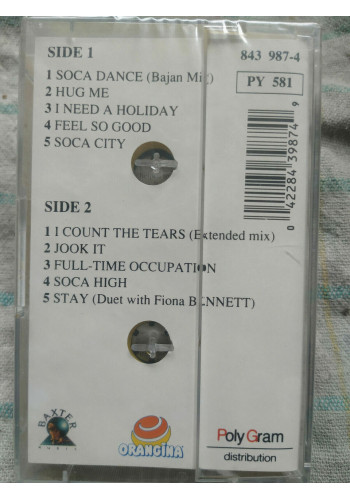 SIDE 1
843 987-4
PY 581
1 SOCA DANCE (Bajan Mix)
2 HUG ME
3 I NEED A HOLIDAY
4 FEEL SO GOOD
5 SOCA CITY
0 42284 39874 9
SIDE 2
1 I COUNT THE TEARS (Extended mix)
2 JOOK IT
3 FULL-TIME OCCUPATION
4 SOCA HIGH
5 STAY (Duet with Fiona BENNETT)
BAXTER
MUSIC
ORANGINA
PolyGram
distribution